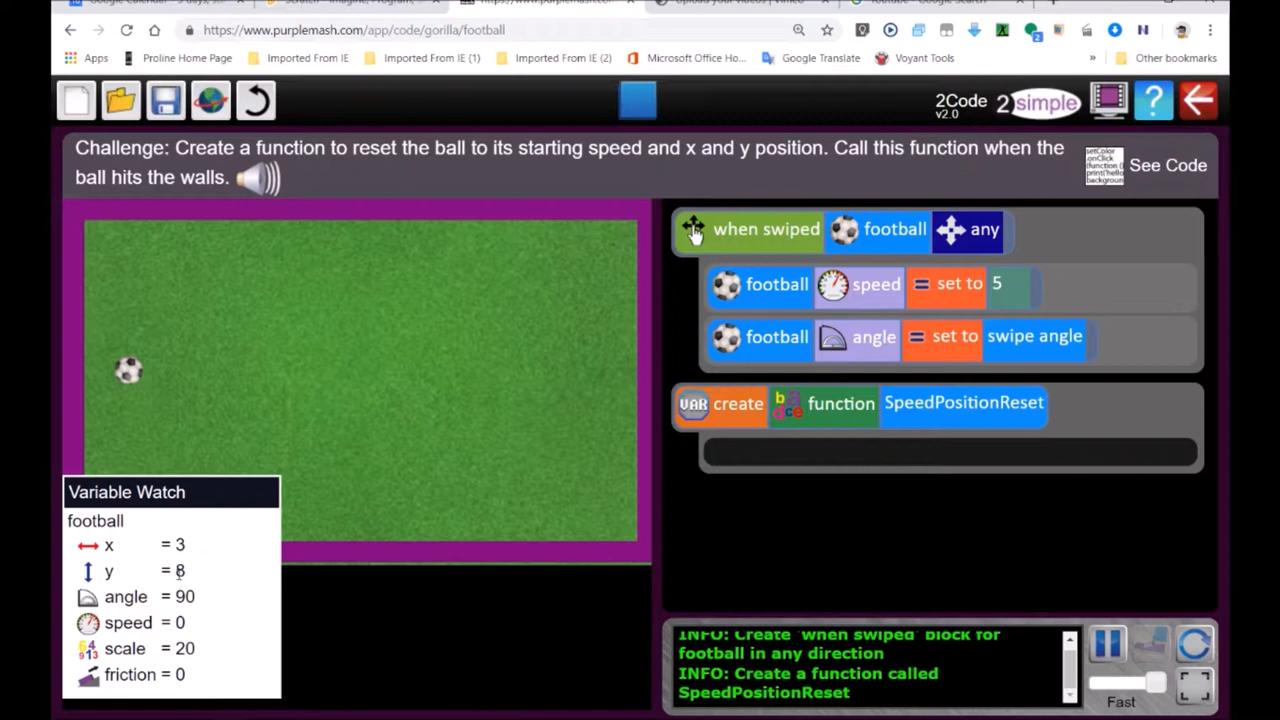 https://www.purplemash.com/app/code/gorilla/football
Apps Proline Home Page Imported From IE Imported From IE (1) Imported From IE (2) Microsoft Office Ho... Google Translate Voyant Tools » Other bookmarks
2Code v2.0 2simple
Challenge: Create a function to reset the ball to its starting speed and x and y position. Call this function when the
ball hits the walls.
See Code
when swiped football any
football speed = set to 5
football angle = set to swipe angle
VAR create function SpeedPositionReset
Variable Watch
football
x = 3
y = 8
angle = 90
speed = 0
scale = 20
friction = 0
INFO: Create 'when swiped' block for
football in any direction
INFO: Create a function called
SpeedPositionReset
Fast